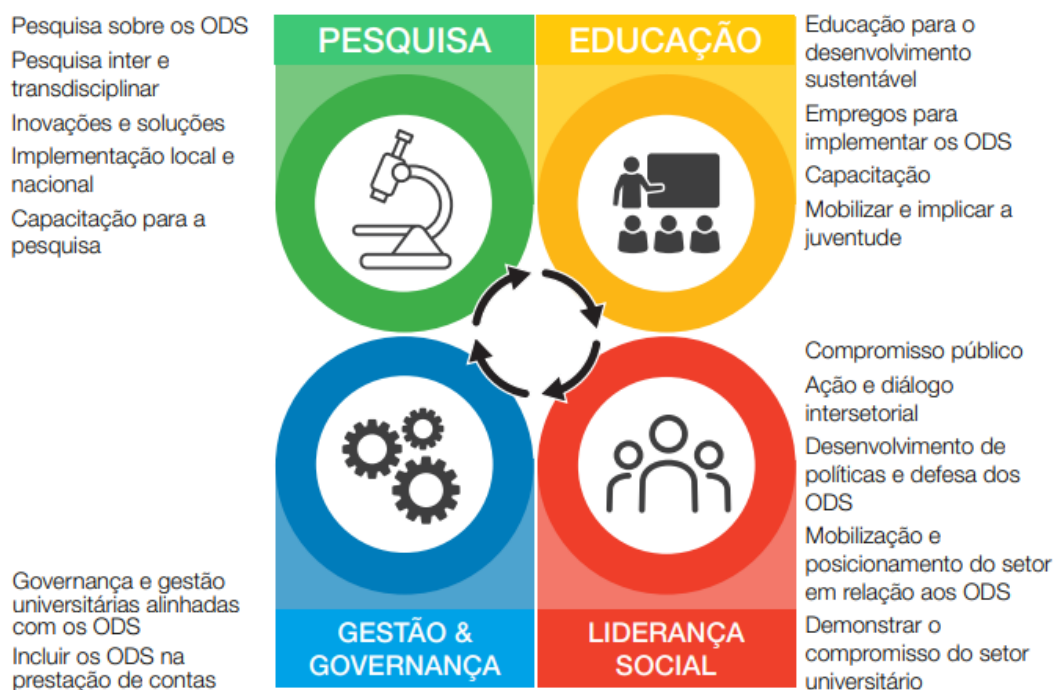 Pesquisa sobre os ODS
Pesquisa inter e
transdisciplinar
Inovações e soluções
Implementação local e
nacional
Capacitação para a
pesquisa
PESQUISA
EDUCAÇÃO
Educação para o
desenvolvimento
sustentável
Empregos para
implementar os ODS
Capacitação
Mobilizar e implicar a
juventude
Governança e gestão
universitárias alinhadas
com os ODS
Incluir os ODS na
prestação de contas
GESTÃO &
GOVERNANÇA
LIDERANÇA
SOCIAL
Compromisso público
Ação e diálogo
intersetorial
Desenvolvimento de
políticas e defesa dos
ODS
Mobilização e
posicionamento do setor
em relação aos ODS
Demonstrar o
compromisso do setor
universitário